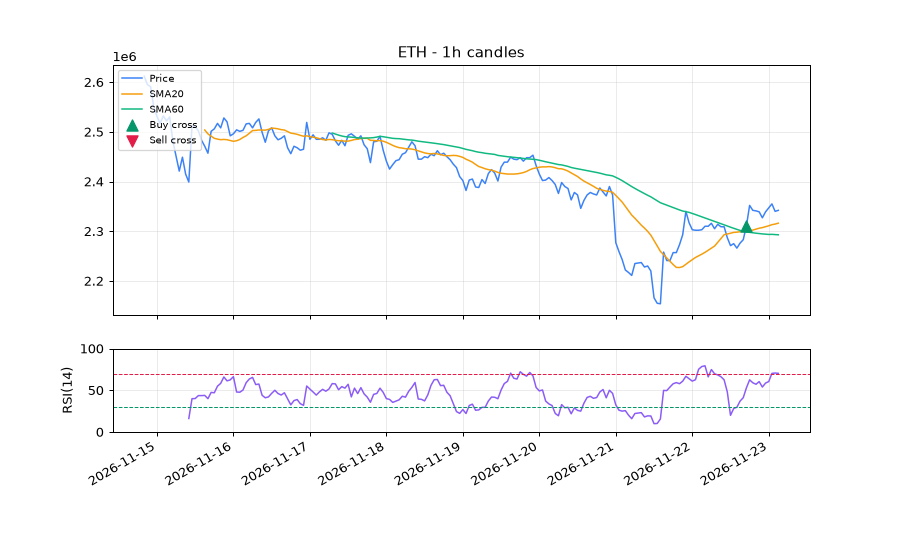 ETH - 1h candles
1e6
2.6
2.5
2.4
2.3
2.2
Price
SMA20
SMA60
Buy cross
Sell cross
RSI(14)
100
50
0
2026-11-15
2026-11-16
2026-11-17
2026-11-18
2026-11-19
2026-11-20
2026-11-21
2026-11-22
2026-11-23